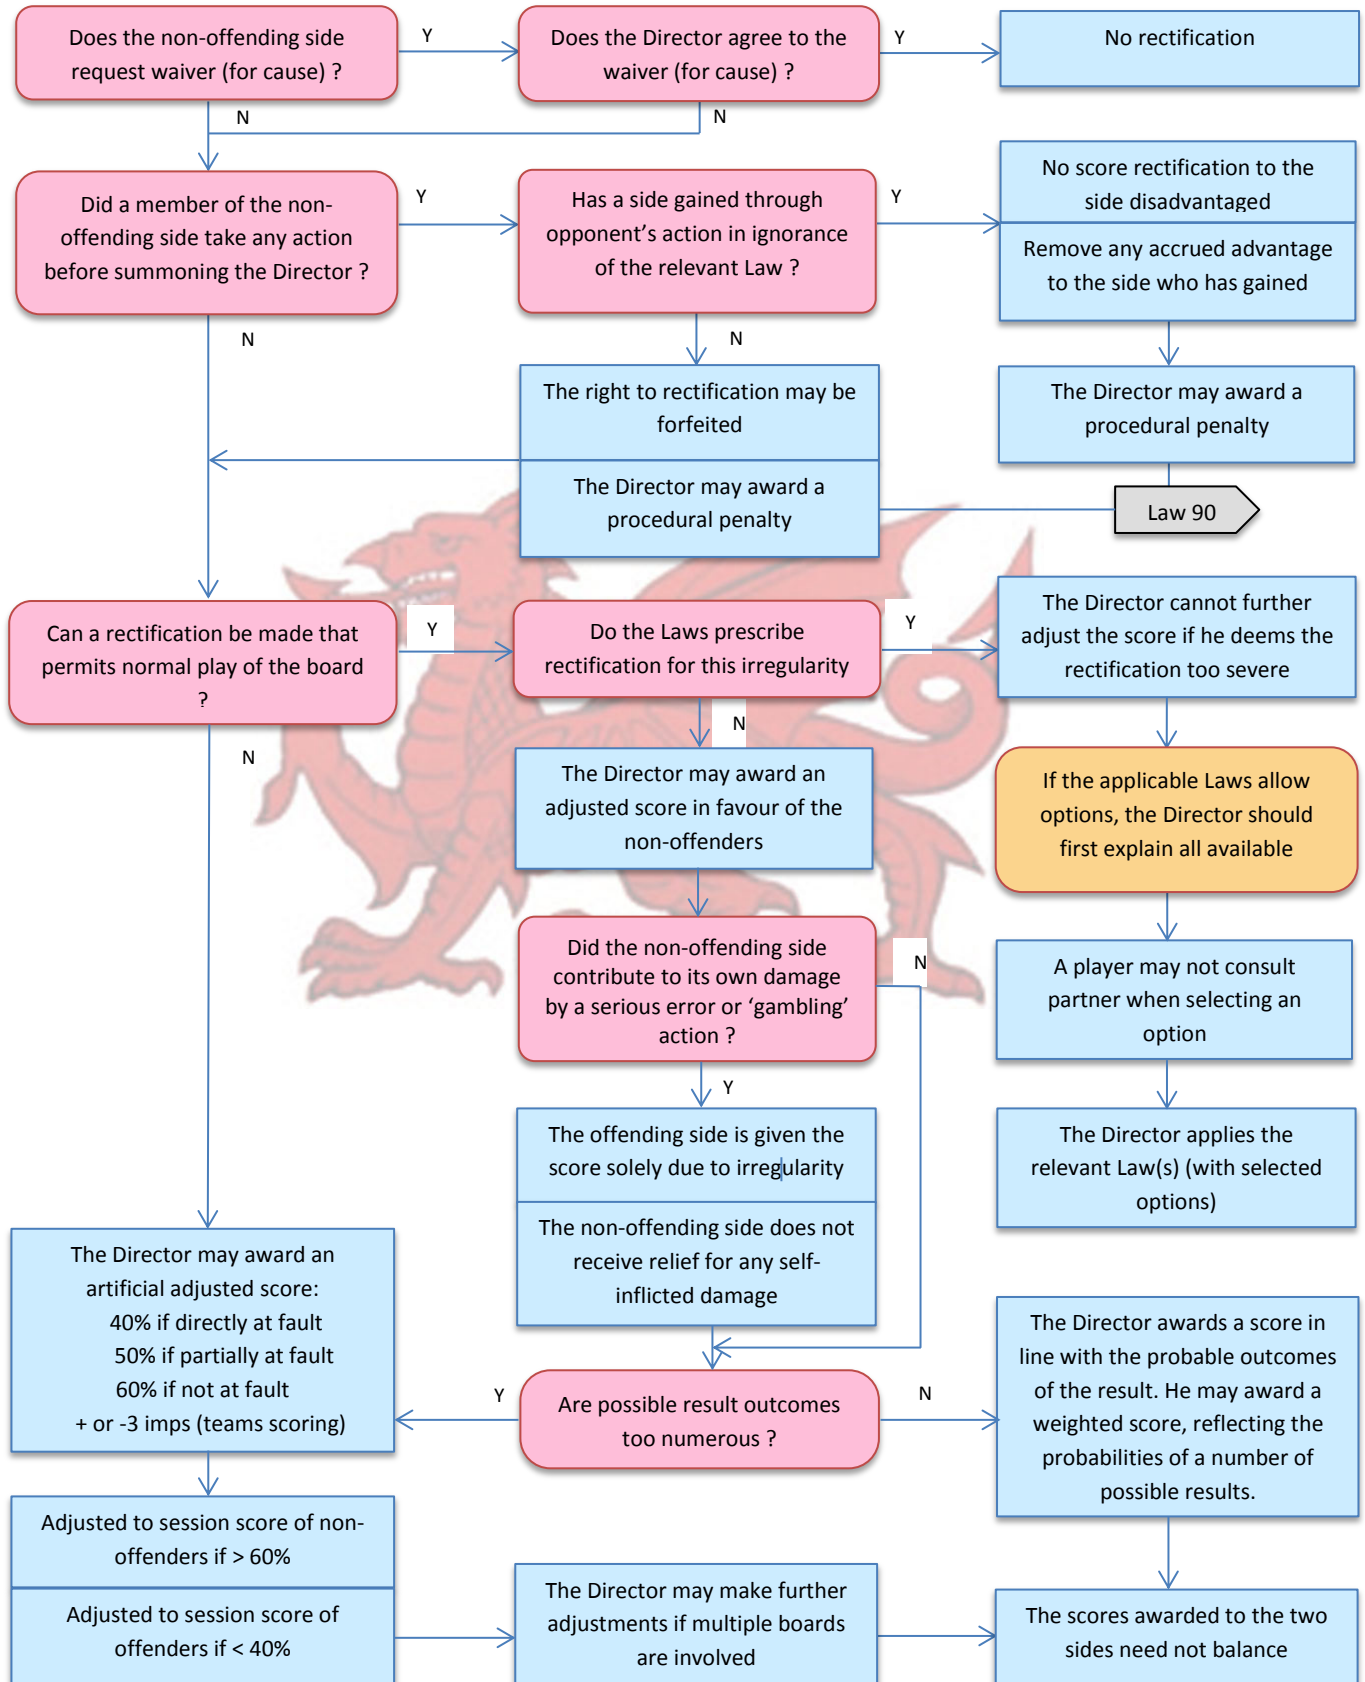 Does the non-offending side
request waiver (for cause) ?
Y
Does the Director agree to the
waiver (for cause) ?
Y
No rectification
N
N
Did a member of the non-
offending side take any action
before summoning the Director ?
Y
Has a side gained through
opponent's action in ignorance
of the relevant Law ?
Y
No score rectification to the
side disadvantaged
Remove any accrued advantage
to the side who has gained
N
N
The right to rectification may be
forfeited
The Director may award a
procedural penalty
The Director may award a
procedural penalty
Law 90
Can a rectification be made that
permits normal play of the board
?
Y
Do the Laws prescribe
rectification for this irregularity
Y
The Director cannot further
adjust the score if he deems the
rectification too severe
N
N
The Director may award an
adjusted score in favour of the
non-offenders
If the applicable Laws allow
options, the Director should
first explain all available
Did the non-offending side
contribute to its own damage
by a serious error or ‘gambling’
action ?
N
A player may not consult
partner when selecting an
option
Y
The offending side is given the
score solely due to irregularity
The non-offending side does not
receive relief for any self-
inflicted damage
The Director applies the
relevant Law(s) (with selected
options)
The Director may award an
artificial adjusted score:
40% if directly at fault
50% if partially at fault
60% if not at fault
+ or -3 imps (teams scoring)
Y
Are possible result outcomes
too numerous ?
N
The Director awards a score in
line with the probable outcomes
of the result. He may award a
weighted score, reflecting the
probabilities of a number of
possible results.
Adjusted to session score of non-
offenders if > 60%
Adjusted to session score of
offenders if < 40%
The Director may make further
adjustments if multiple boards
are involved
The scores awarded to the two
sides need not balance